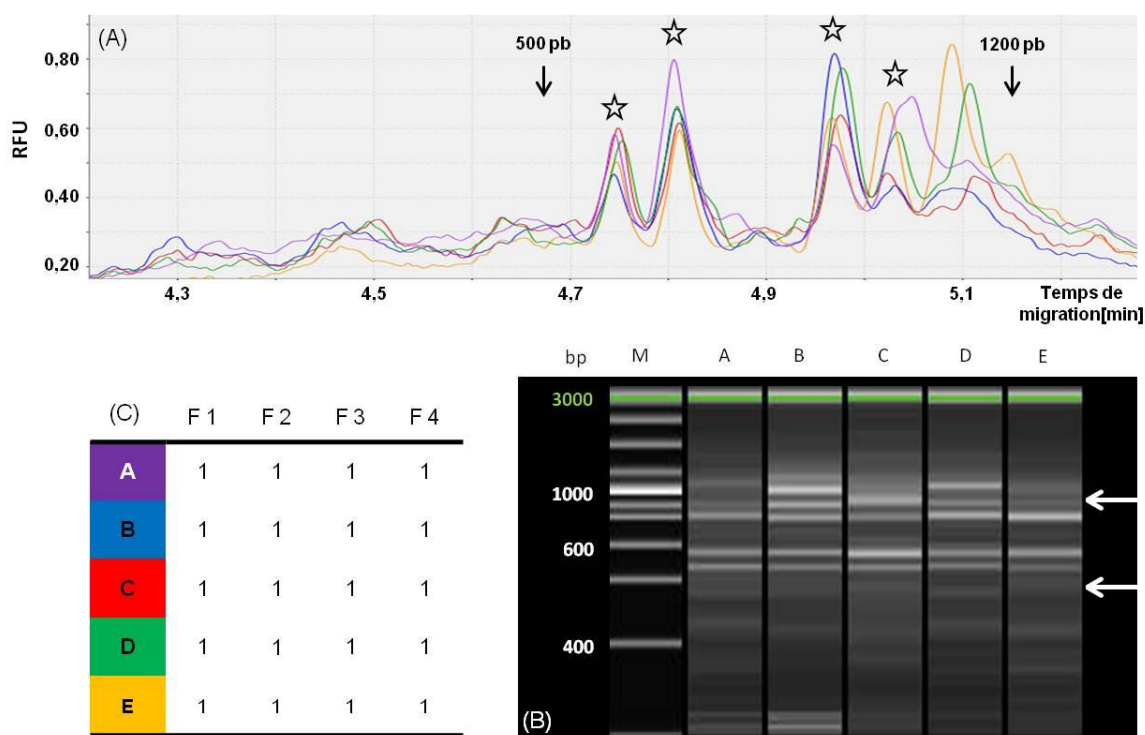 (A)
500 pb
1200 pb
RFU
0,80
0,60
0,40
0,20
4,3 4,5 4,7 4,9 5,1 Temps de
migration[min]
bp M A B C D E
3000
1000
600
400
(B)
(C) F 1 F 2 F 3 F 4
A 1 1 1 1
B 1 1 1 1
C 1 1 1 1
D 1 1 1 1
E 1 1 1 1